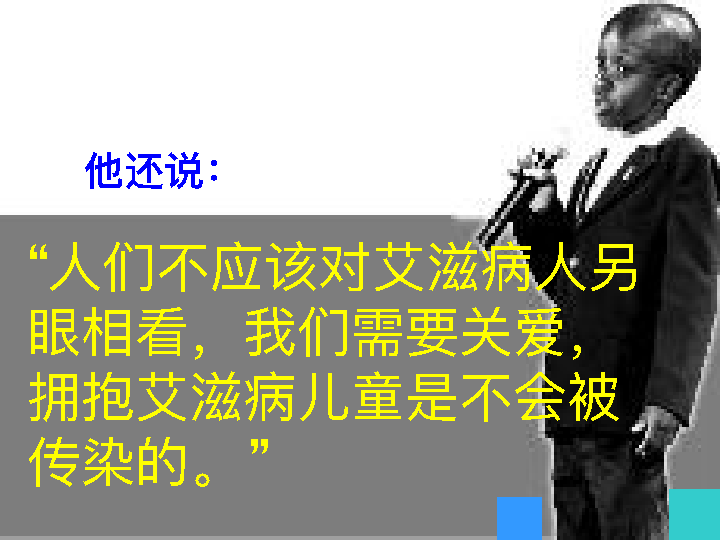 他还说：
“人们不应该对艾滋病人另
眼相看，我们需要关爱，
拥抱艾滋病儿童是不会被
传染的。”